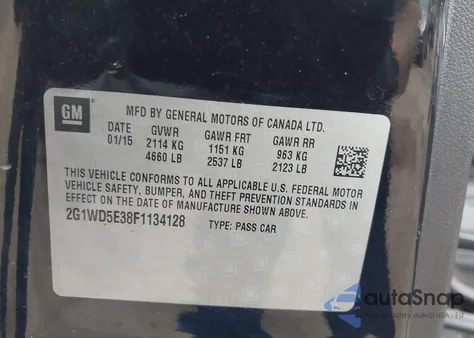 GM
MFD BY GENERAL MOTORS OF CANADA LTD.
DATE GVWR GAWR FRT GAWR RR
01/15 2114 KG 1151 KG 963 KG
4660 LB 2537 LB 2123 LB
THIS VEHICLE CONFORMS TO ALL APPLICABLE U.S. FEDERAL MOTOR
VEHICLE SAFETY, BUMPER, AND THEFT PREVENTION STANDARDS IN
EFFECT ON THE DATE OF MANUFACTURE SHOWN ABOVE.
2G1WD5E38F1134128 TYPE: PASS CAR
autoSnap